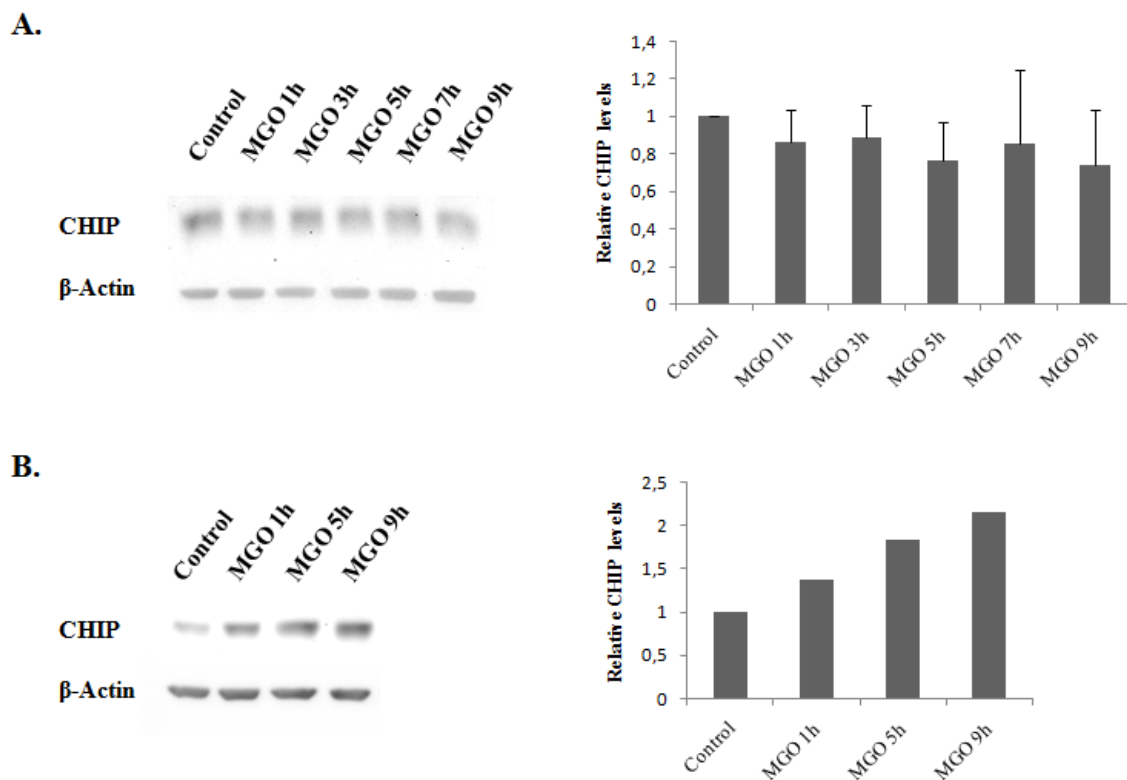 A.
Control
MGO 1h
MGO 3h
MGO 5h
MGO 7h
MGO 9h
CHIP
β-Actin
Relative CHIP levels
1,4
1,2
1
0,8
0,6
0,4
0,2
0
Control
MGO 1h
MGO 3h
MGO 5h
MGO 7h
MGO 9h
B.
Control
MGO 1h
MGO 5h
MGO 9h
CHIP
β-Actin
Relative CHIP levels
2,5
2
1,5
1
0,5
0
Control
MGO 1h
MGO 5h
MGO 9h